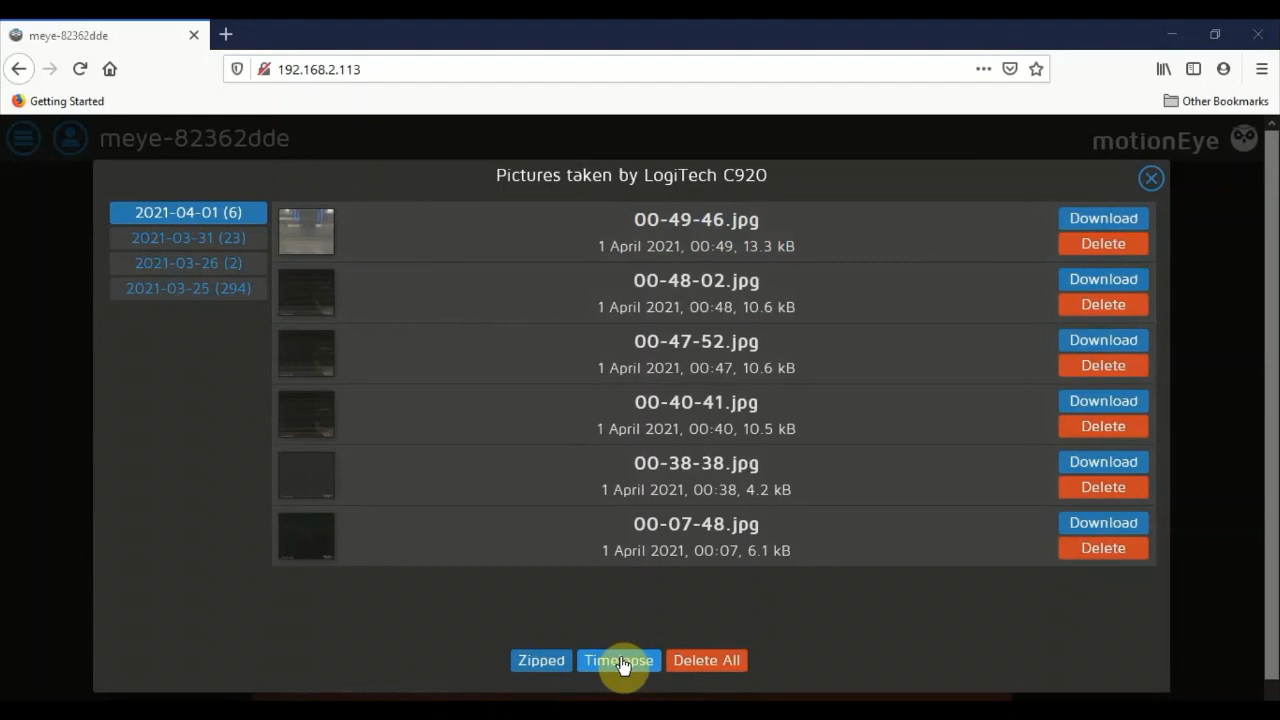 meye-82362dde
192.168.2.113
Getting Started
Other Bookmarks
meye-82362dde
motionEye
Pictures taken by LogiTech C920
2021-04-01 (6)
2021-03-31 (23)
2021-03-26 (2)
2021-03-25 (294)
00-49-46.jpg
1 April 2021, 00:49, 13.3 kB
Download
Delete
00-48-02.jpg
1 April 2021, 00:48, 10.6 kB
Download
Delete
00-47-52.jpg
1 April 2021, 00:47, 10.6 kB
Download
Delete
00-40-41.jpg
1 April 2021, 00:40, 10.5 kB
Download
Delete
00-38-38.jpg
1 April 2021, 00:38, 4.2 kB
Download
Delete
00-07-48.jpg
1 April 2021, 00:07, 6.1 kB
Download
Delete
Zipped Timelapse Delete All